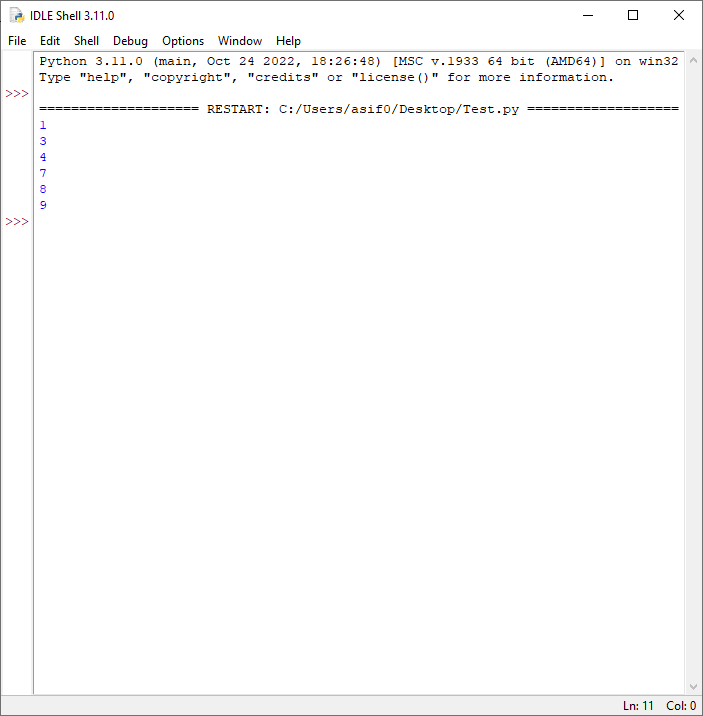 IDLE Shell 3.11.0
File Edit Shell Debug Options Window Help
Python 3.11.0 (main, Oct 24 2022, 18:26:48) [MSC v.1933 64 bit (AMD64)] on win32
Type "help", "copyright", "credits" or "license()" for more information.
>>>
==================== RESTART: C:/Users/asif0/Desktop/Test.py ===================
1
3
4
7
8
9
>>>
Ln: 11 Col: 0